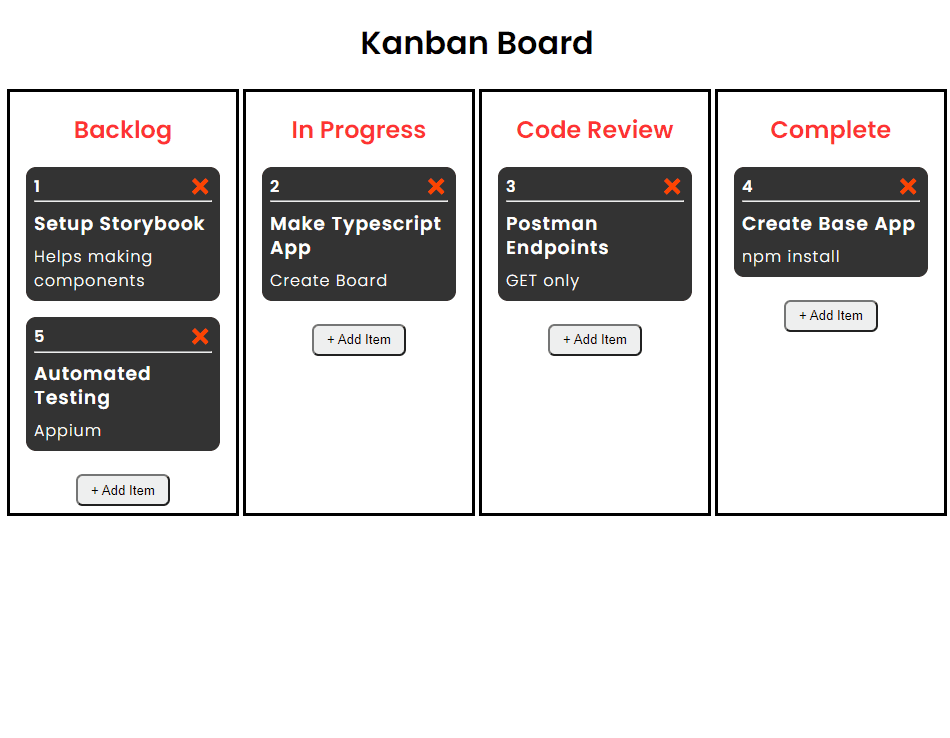 Kanban Board
Backlog
1
Setup Storybook
Helps making
components
5
Automated
Testing
Appium
+ Add Item
In Progress
2
Make Typescript
App
Create Board
+ Add Item
Code Review
3
Postman
Endpoints
GET only
+ Add Item
Complete
4
Create Base App
npm install
+ Add Item